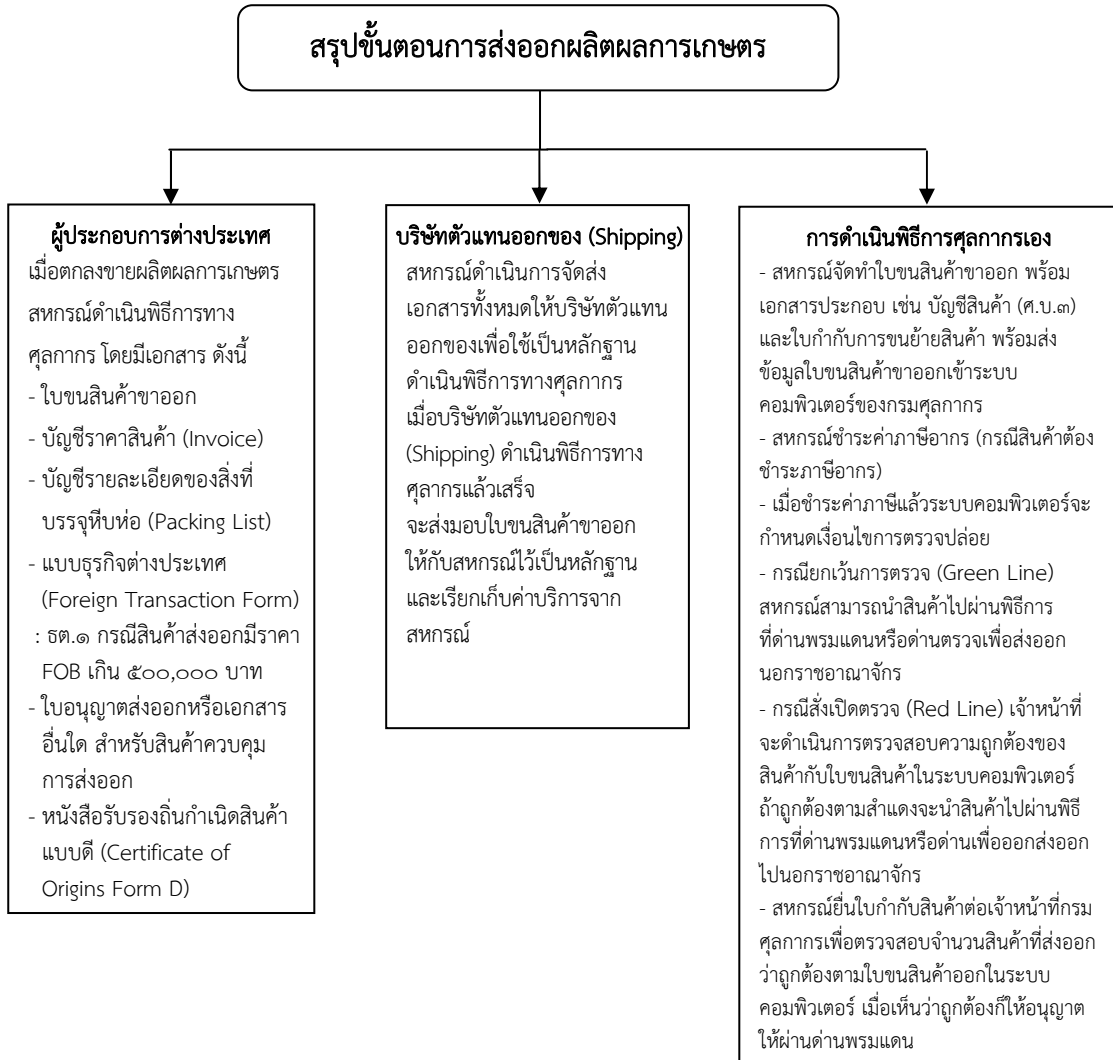 สรุปขั้นตอนการส่งออกผลิตผลการเกษตร
ผู้ประกอบการต่างประเทศ
เมื่อตกลงขายผลิตผลการเกษตร
สหกรณ์ดำเนินพิธีการทาง
ศุลกากร โดยมีเอกสาร ดังนี้
- ใบขนสินค้าขาออก
- บัญชีราคาสินค้า (Invoice)
- บัญชีรายละเอียดของสิ่งที่
บรรจุหีบห่อ (Packing List)
- แบบธุรกิจต่างประเทศ
(Foreign Transaction Form)
: ธต.๑ กรณีสินค้าส่งออกมีราคา
FOB เกิน ๕๐๐,๐๐๐ บาท
- ใบอนุญาตส่งออกหรือเอกสาร
อื่นใด สำหรับสินค้าควบคุม
การส่งออก
- หนังสือรับรองถิ่นกำเนิดสินค้า
แบบดี (Certificate of
Origins Form D)
บริษัทตัวแทนออกของ (Shipping)
สหกรณ์ดำเนินการจัดส่ง
เอกสารทั้งหมดให้บริษัทตัวแทน
ออกของเพื่อใช้เป็นหลักฐาน
ดำเนินพิธีการทางศุลกากร
เมื่อบริษัทตัวแทนออกของ
(Shipping) ดำเนินพิธีการทาง
ศุลากรแล้วเสร็จ
จะส่งมอบใบขนสินค้าขาออก
ให้กับสหกรณ์ไว้เป็นหลักฐาน
และเรียกเก็บค่าบริการจาก
สหกรณ์
การดำเนินพิธีการศุลกากรเอง
- สหกรณ์จัดทำใบขนสินค้าขาออก พร้อม
เอกสารประกอบ เช่น บัญชีสินค้า (ศ.บ.๓)
และใบกำกับการขนย้ายสินค้า พร้อมส่ง
ข้อมูลใบขนสินค้าขาออกเข้าระบบ
คอมพิวเตอร์ของกรมศุลกากร
- สหกรณ์ชำระค่าภาษีอากร (กรณีสินค้าต้อง
ชำระภาษีอากร)
- เมื่อชำระค่าภาษีแล้วระบบคอมพิวเตอร์จะ
กำหนดเงื่อนไขการตรวจปล่อย
- กรณียกเว้นการตรวจ (Green Line)
สหกรณ์สามารถนำสินค้าไปผ่านพิธีการ
ที่ด่านพรมแดนหรือด่านตรวจเพื่อส่งออก
นอกราชอาณาจักร
- กรณีสั่งเปิดตรวจ (Red Line) เจ้าหน้าที่
จะดำเนินการตรวจสอบความถูกต้องของ
สินค้ากับใบขนสินค้าในระบบคอมพิวเตอร์
ถ้าถูกต้องตามสำแดงจะนำสินค้าไปผ่านพิธี
การที่ด่านพรมแดนหรือด่านเพื่อออกส่งออก
ไปนอกราชอาณาจักร
- สหกรณ์ยื่นใบกำกับสินค้าต่อเจ้าหน้าที่กรม
ศุลกากรเพื่อตรวจสอบจำนวนสินค้าที่ส่งออก
ว่าถูกต้องตามใบขนสินค้าออกในระบบ
คอมพิวเตอร์ เมื่อเห็นว่าถูกต้องก็ให้อนุญาต
ให้ผ่านด่านพรมแดน